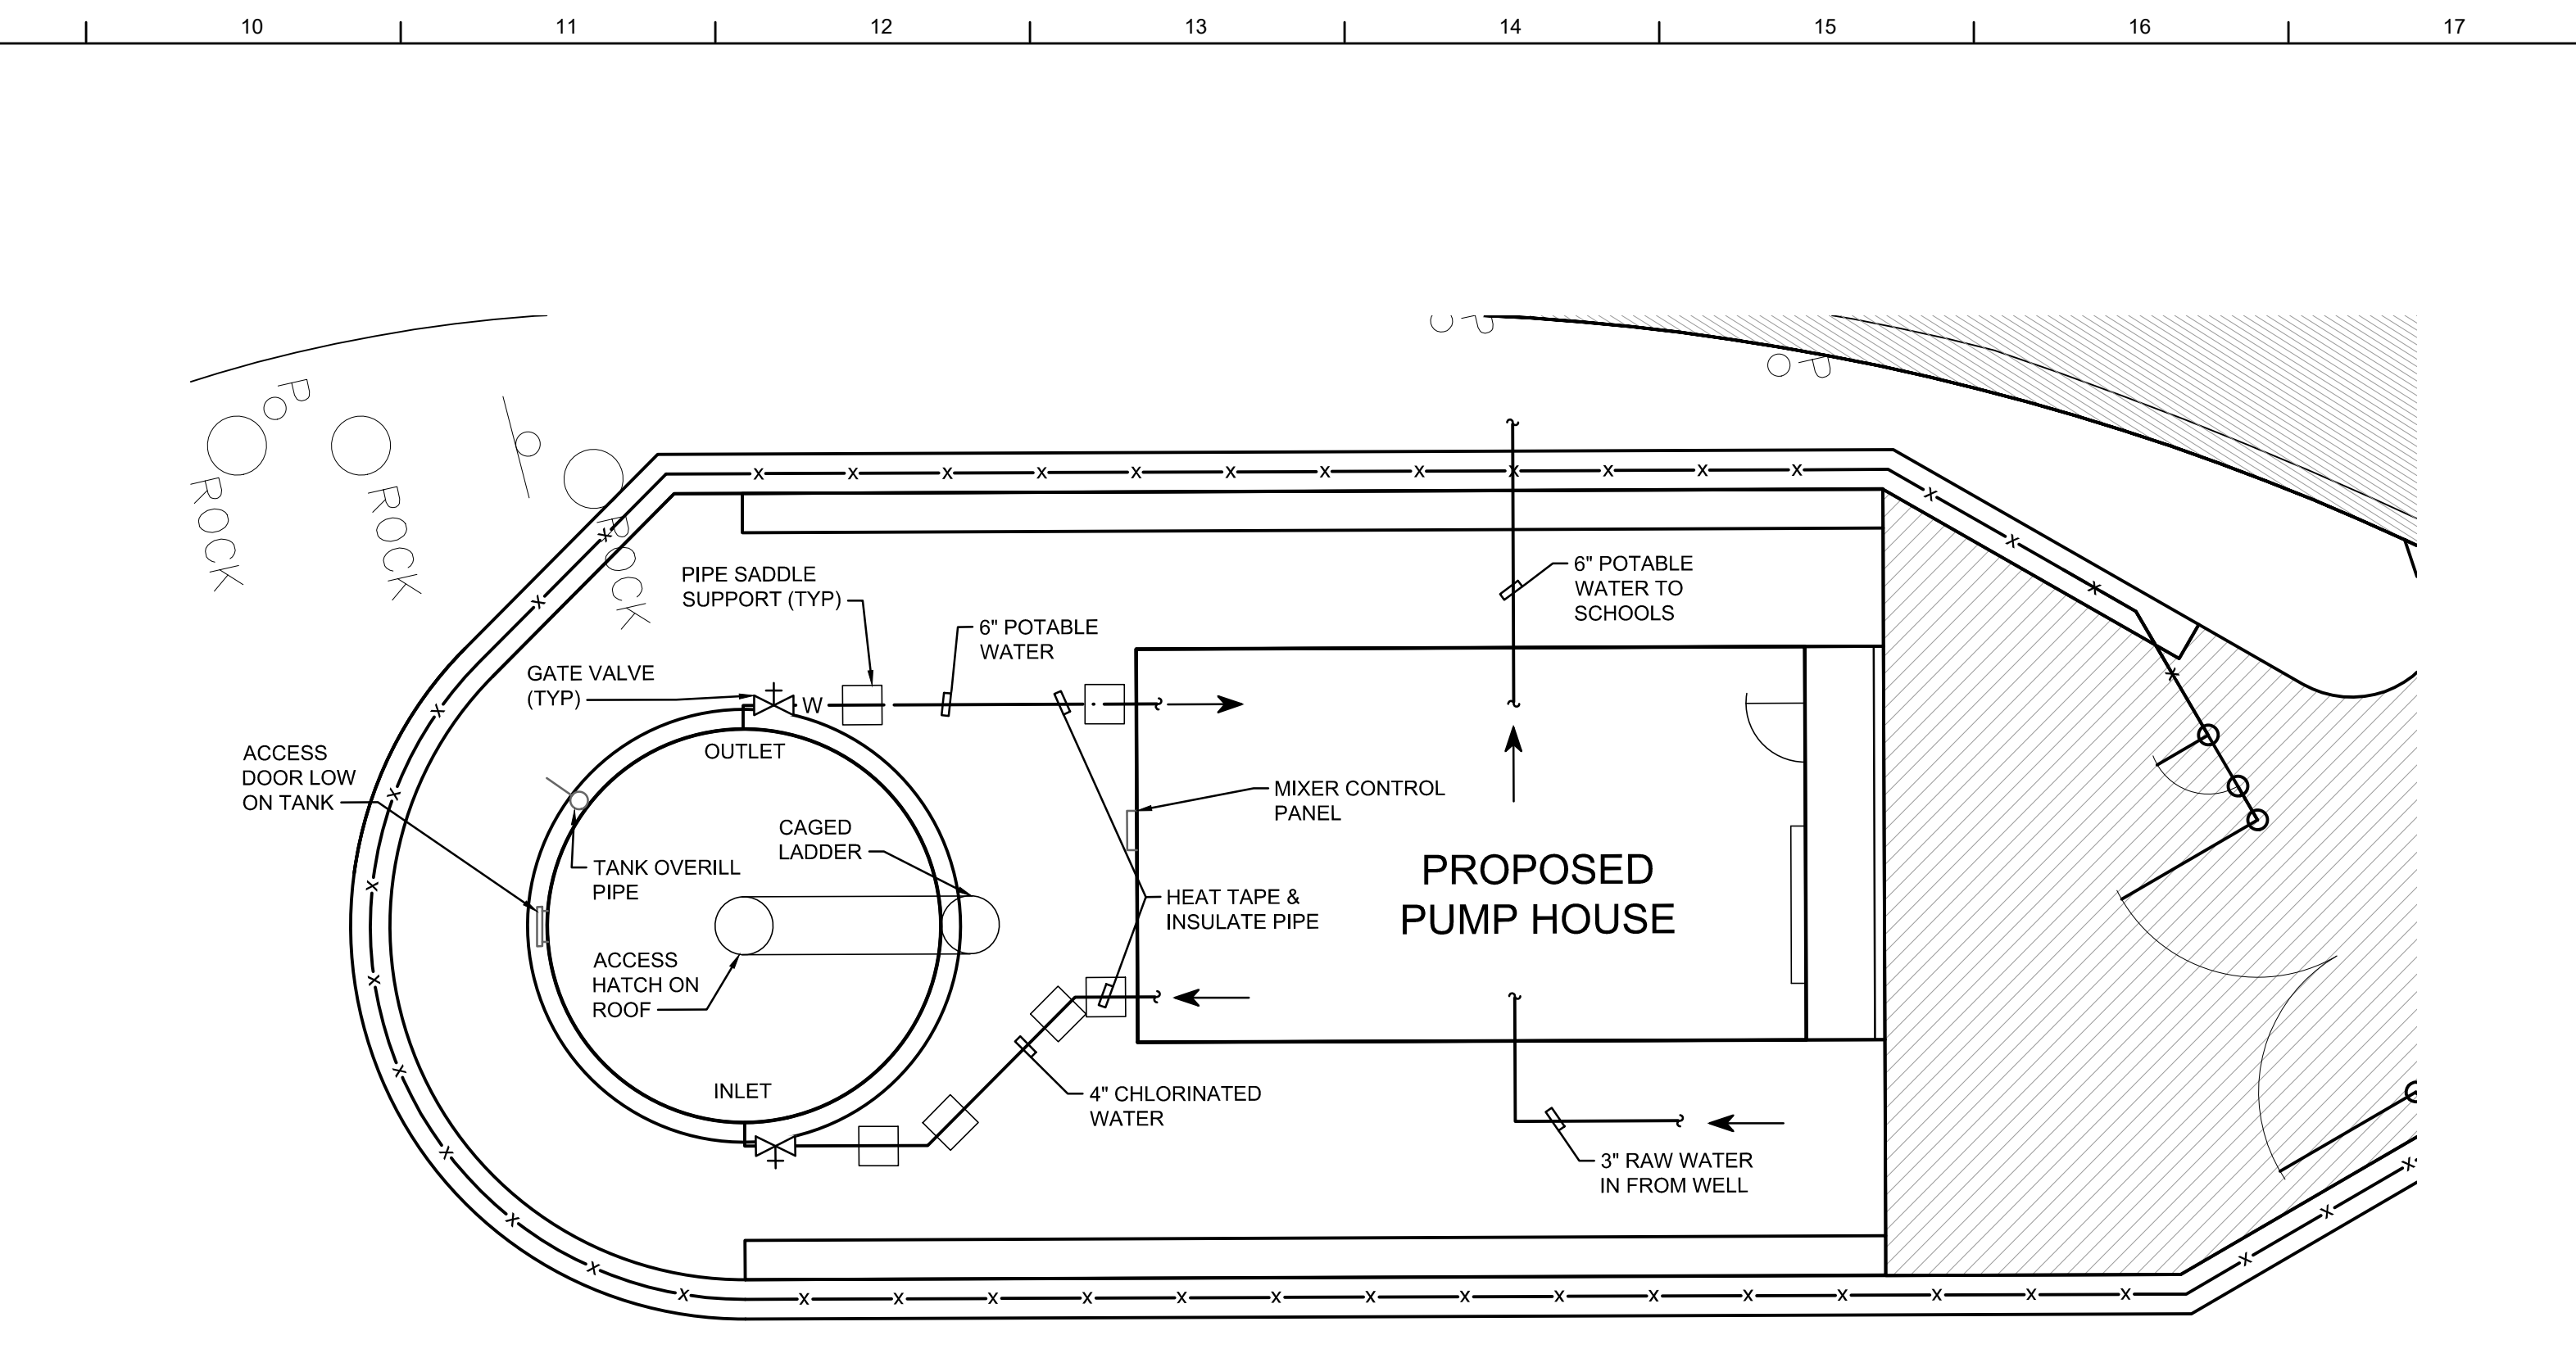 10 11 12 13 14 15 16 17
P
P
P
ROCK
ROCK
ROCK
PIPE SADDLE
SUPPORT (TYP)
6" POTABLE
WATER TO
SCHOOLS
6" POTABLE
WATER
GATE VALVE
(TYP)
W
OUTLET
ACCESS
DOOR LOW
ON TANK
MIXER CONTROL
PANEL
CAGED
LADDER
TANK OVERILL
PIPE
PROPOSED
PUMP HOUSE
HEAT TAPE &
INSULATE PIPE
ACCESS
HATCH ON
ROOF
INLET
4" CHLORINATED
WATER
3" RAW WATER
IN FROM WELL